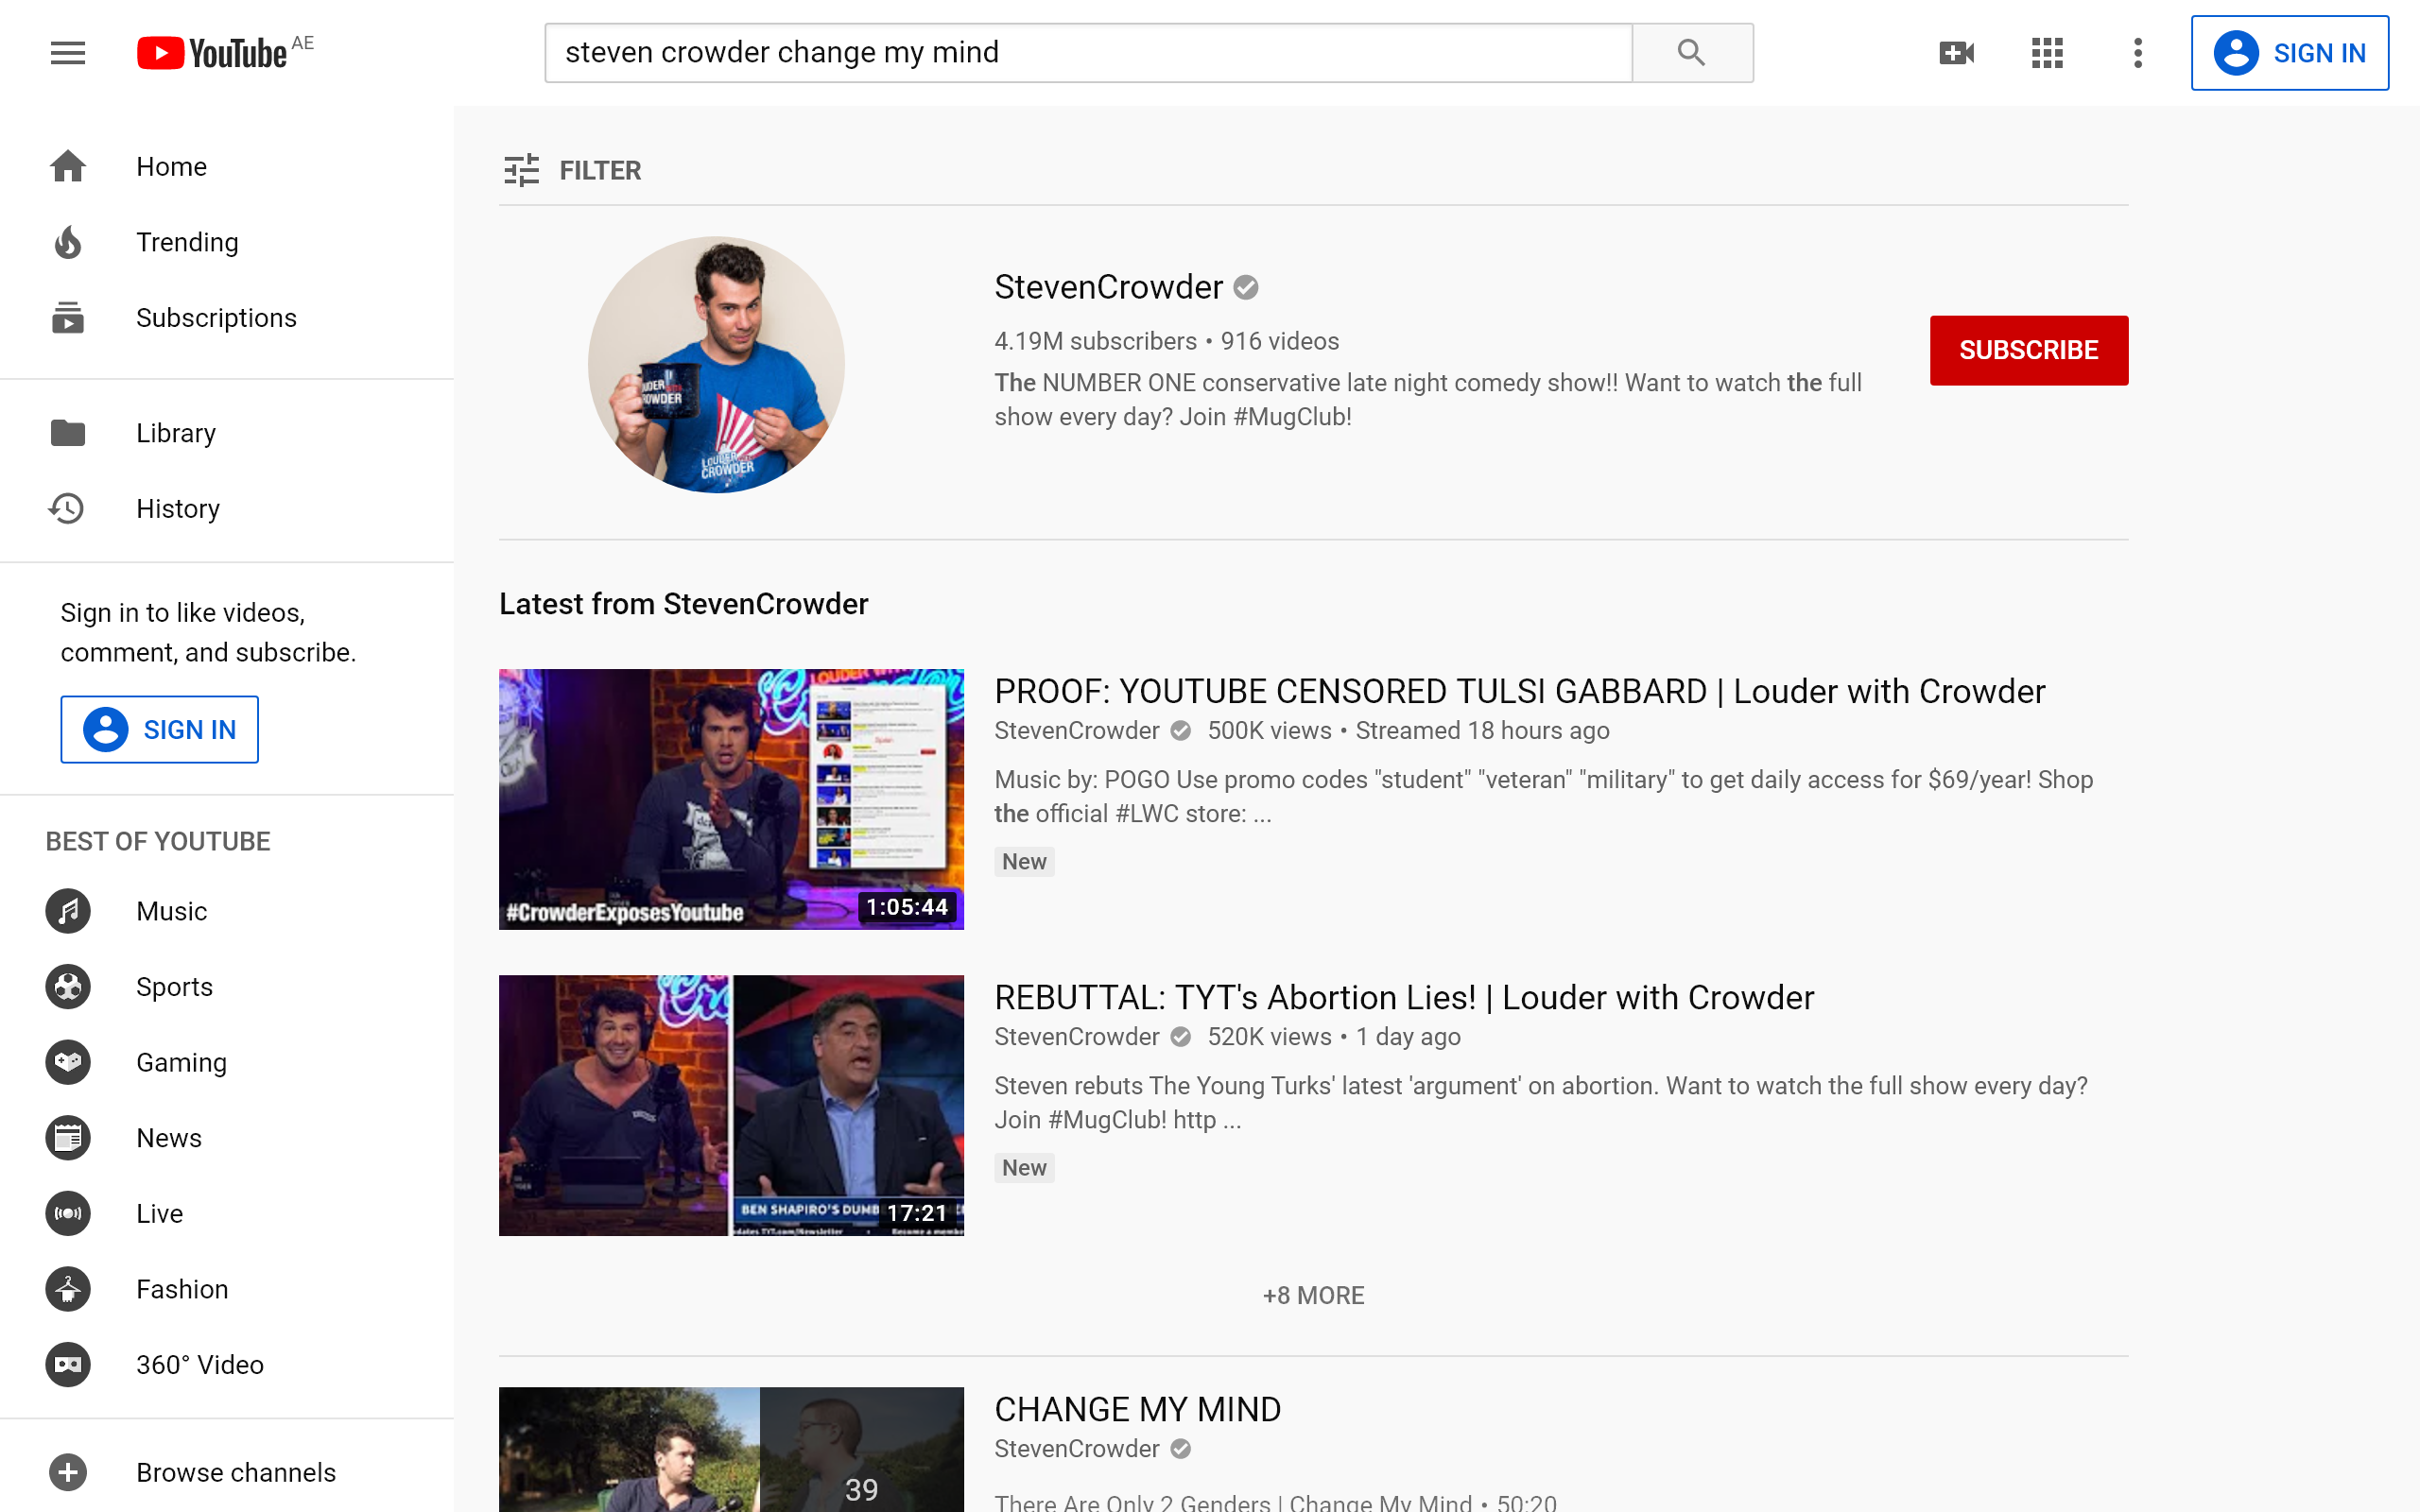 YouTube AE
steven crowder change my mind
SIGN IN
Home
Trending
Subscriptions
Library
History
Sign in to like videos,
comment, and subscribe.
SIGN IN
BEST OF YOUTUBE
Music
Sports
Gaming
News
Live
Fashion
360° Video
Browse channels
FILTER
LOUDER
CROWDER
StevenCrowder
4.19M subscribers • 916 videos
The NUMBER ONE conservative late night comedy show!! Want to watch the full
show every day? Join #MugClub!
SUBSCRIBE
Latest from StevenCrowder
#CrowderExposesYoutube
1:05:44
PROOF: YOUTUBE CENSORED TULSI GABBARD | Louder with Crowder
StevenCrowder 500K views • Streamed 18 hours ago
Music by: POGO Use promo codes "student" "veteran" "military" to get daily access for $69/year! Shop
the official #LWC store: ...
New
BEN SHAPIRO'S DUMB
17:21
REBUTTAL: TYT's Abortion Lies! | Louder with Crowder
StevenCrowder 520K views • 1 day ago
Steven rebuts The Young Turks' latest 'argument' on abortion. Want to watch the full show every day?
Join #MugClub! http ...
New
+8 MORE
39
CHANGE MY MIND
StevenCrowder
There Are Only 2 Genders | Change My Mind • 50:20